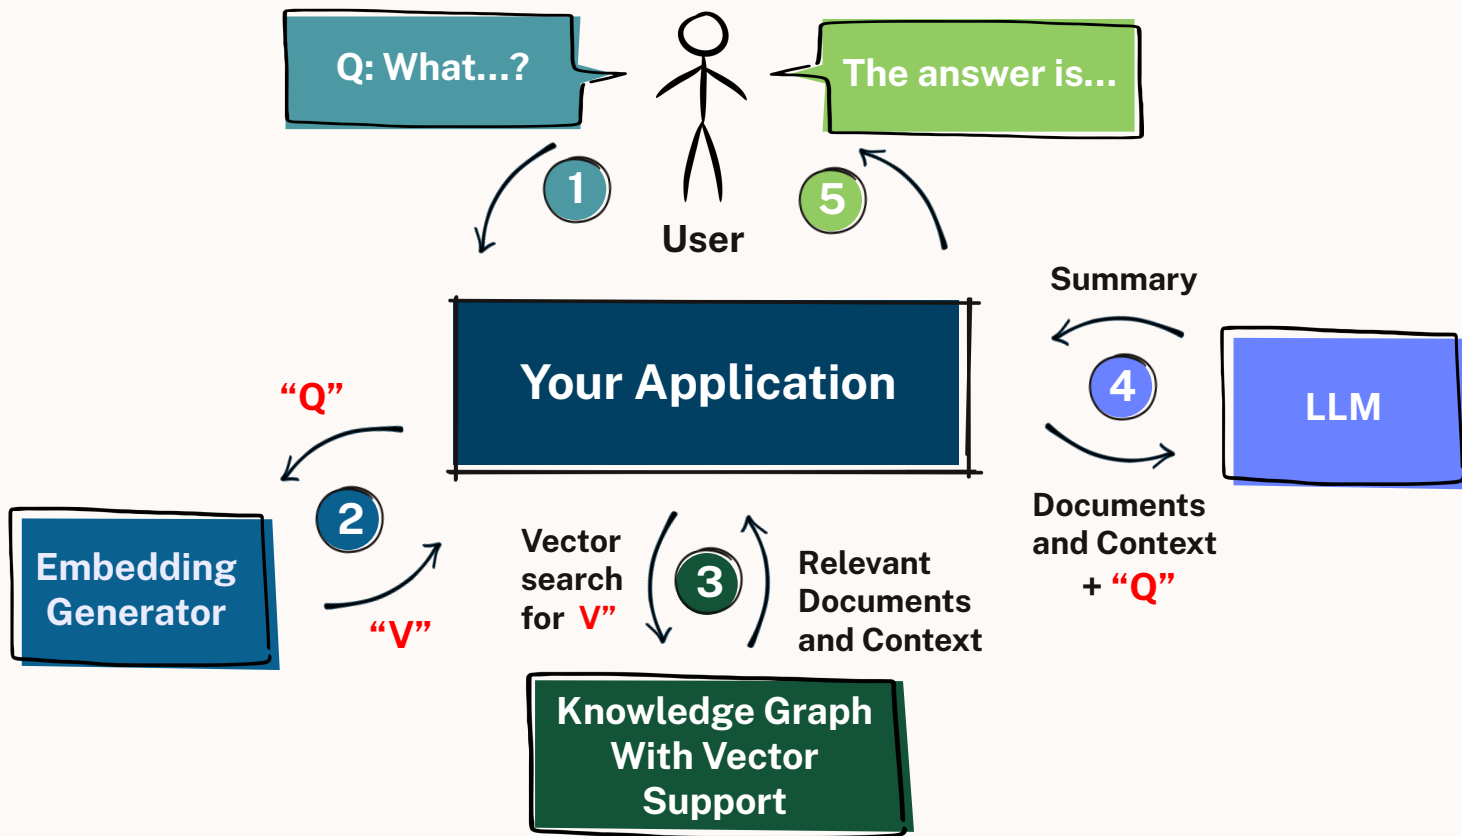 Q: What...?
The answer is...
1
5
User
Summary
Your Application
4
LLM
“Q”
2
Embedding
Generator
“V”
Vector
search
for V”
3
Relevant
Documents
and Context
Documents
and Context
+ “Q”
Knowledge Graph
With Vector
Support